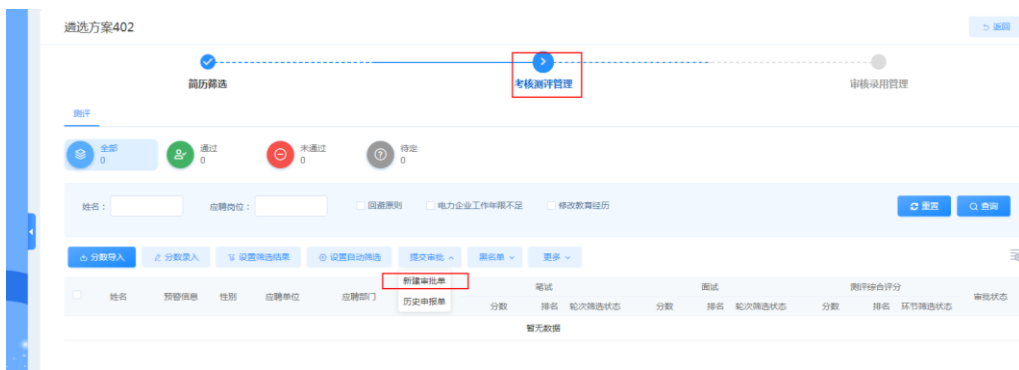 遴选方案402
返回
简历筛选
考核测评管理
审核录用管理
测评
全部
0
通过
0
未通过
0
待定
0
姓名： 应聘岗位： 回避原则 电力企业工作年限不足 修改教育经历 重置 查询
分数导入 分数录入 设置筛选结果 设置自动筛选 提交审批 黑名单 更多
新建审批单
历史申报单
姓名 预警信息 性别 应聘单位 应聘部门 笔试 面试 测评综合评分 审批状态
分数 排名 轮次筛选状态 分数 排名 轮次筛选状态 分数 排名 环节筛选状态
暂无数据